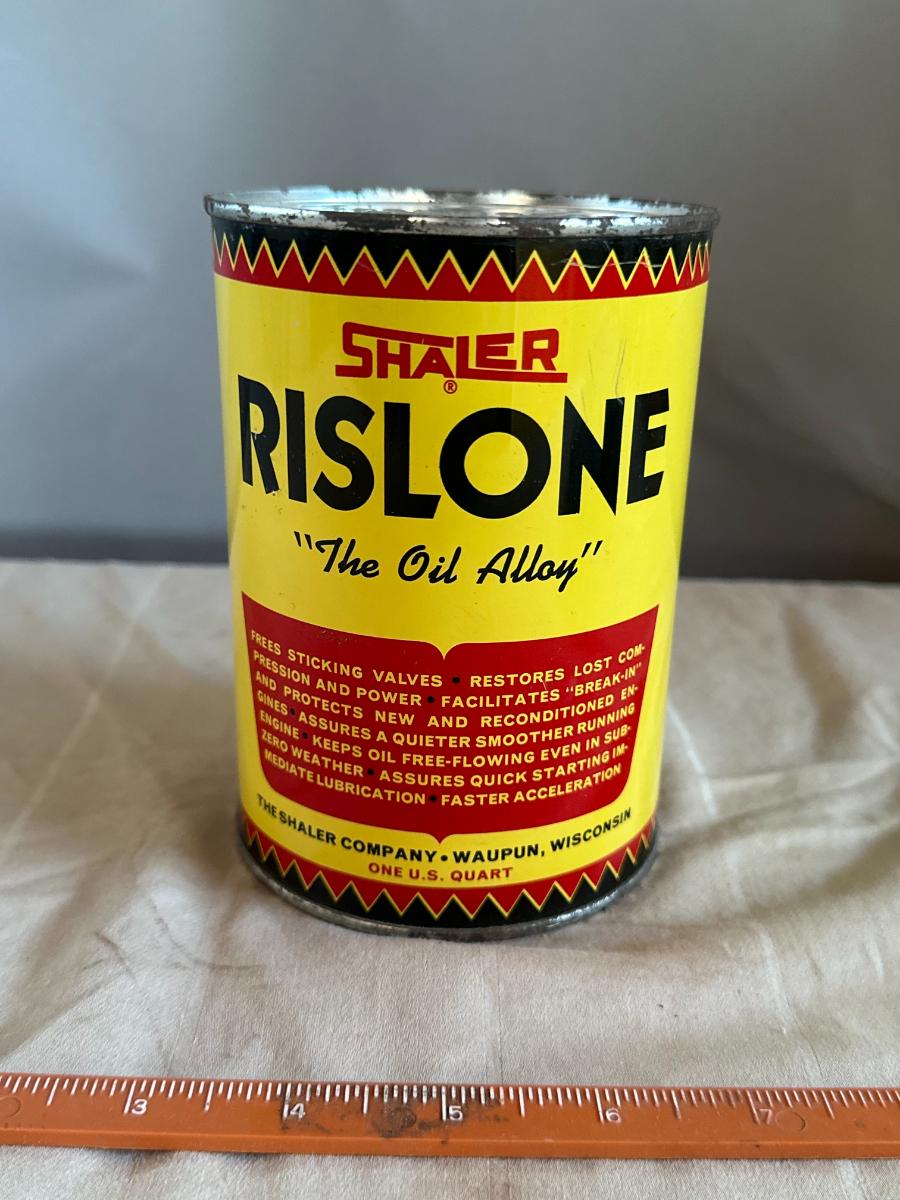 SHALER
®
RISLONE
"The Oil Alloy"
FREES STICKING VALVES • RESTORES LOST COM-
PRESSION AND POWER • FACILITATES "BREAK-IN"
AND PROTECTS NEW AND RECONDITIONED EN-
GINES • ASSURES A QUIETER SMOOTHER RUNNING
ENGINE • KEEPS OIL FREE-FLOWING EVEN IN SUB-
ZERO WEATHER • ASSURES QUICK STARTING IM-
MEDIATE LUBRICATION • FASTER ACCELERATION
THE SHALER COMPANY • WAUPUN, WISCONSIN
ONE U.S. QUART
3 4 5 6 7